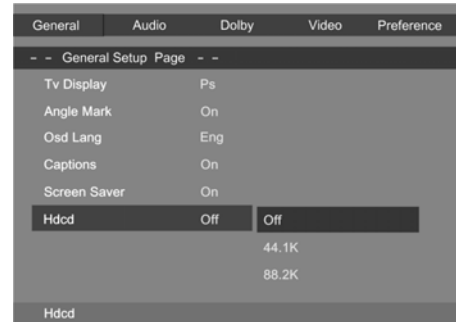 General Audio Dolby Video Preference
- - General Setup Page - -
Tv Display Ps
Angle Mark On
Osd Lang Eng
Captions On
Screen Saver On
Hdcd Off Off
44.1K
88.2K
Hdcd